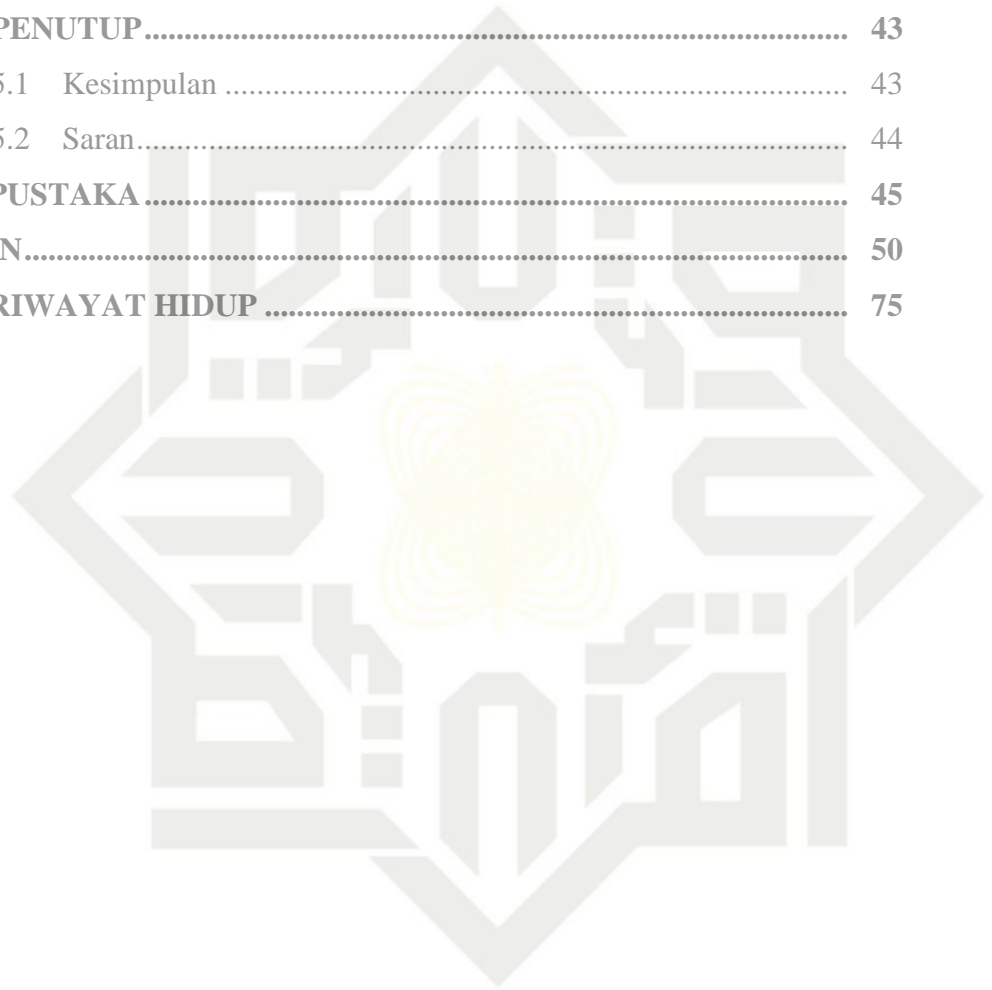 PENUTUP........................................................................................ 43
5.1 Kesimpulan .............................................................................. 43
5.2 Saran......................................................................................... 44
PUSTAKA ........................................................................................ 45
N....................................................................................................... 50
RIWAYAT HIDUP ......................................................................... 75